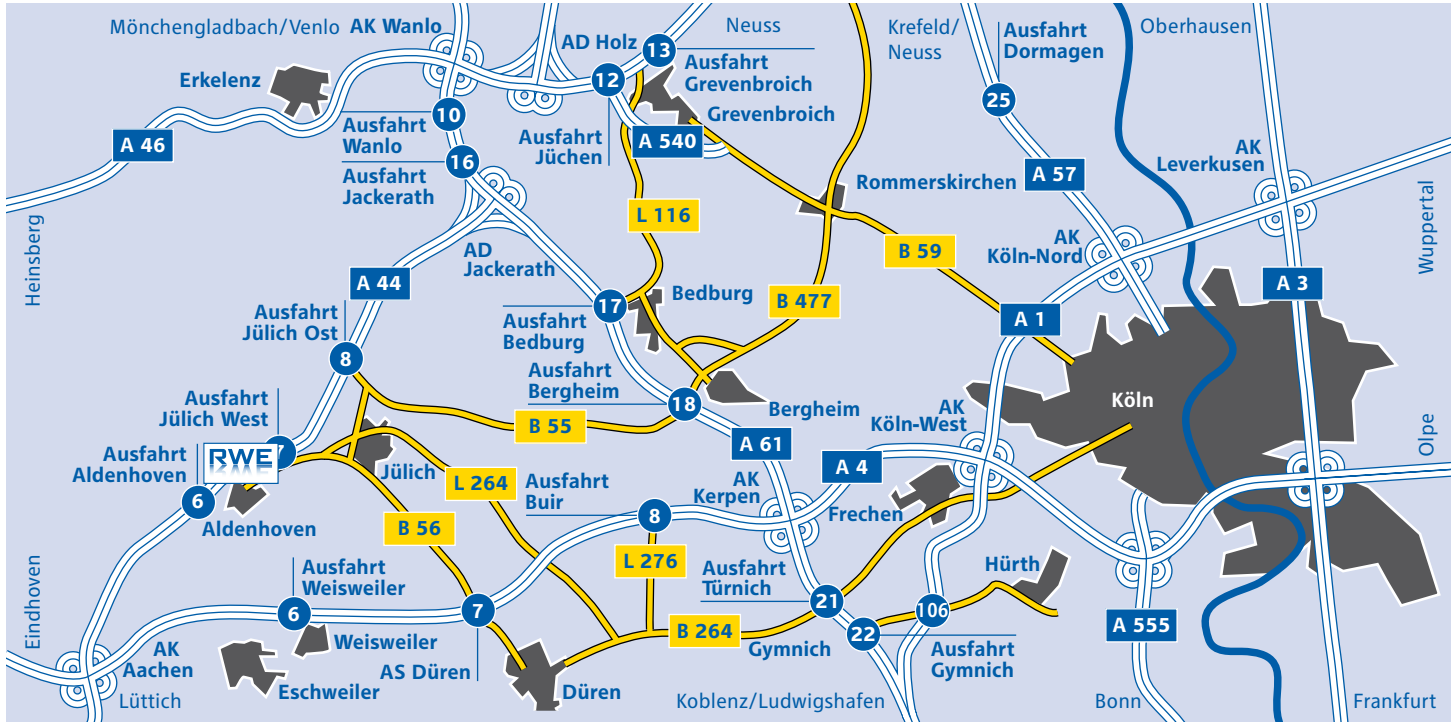 Mönchengladbach/Venlo
AK Wanlo
AD Holz
13
Neuss
Krefeld/
Neuss
Ausfahrt
Dormagen
Oberhausen
Erkelenz
12
Ausfahrt
Grevenbroich
Grevenbroich
25
10
Ausfahrt
Wanlo
Ausfahrt
Jüchen
A 540
A 46
16
Ausfahrt
Jackerath
Rommerskirchen
A 57
AK
Leverkusen
Heinsberg
Wuppertal
L 116
B 59
AK
Köln-Nord
AD
Jackerath
A 44
A 3
Bedburg
B 477
17
Ausfahrt
Bedburg
A 1
Ausfahrt
Jülich Ost
8
Ausfahrt
Bergheim
18
Bergheim
Köln
Ausfahrt
Jülich West
7
B 55
A 61
AK
Köln-West
Olpe
Ausfahrt
Aldenhoven
RWE
6
Aldenhoven
Jülich
L 264
Ausfahrt
Buir
8
AK
Kerpen
A 4
Frechen
B 56
L 276
Eindhoven
Ausfahrt
Weisweiler
6
Weisweiler
7
AS Düren
Ausfahrt
Türnich
21
Hürth
106
B 264
Gymnich
22
Ausfahrt
Gymnich
A 555
AK
Aachen
Eschweiler
Düren
Lüttich
Koblenz/Ludwigshafen
Bonn
Frankfurt